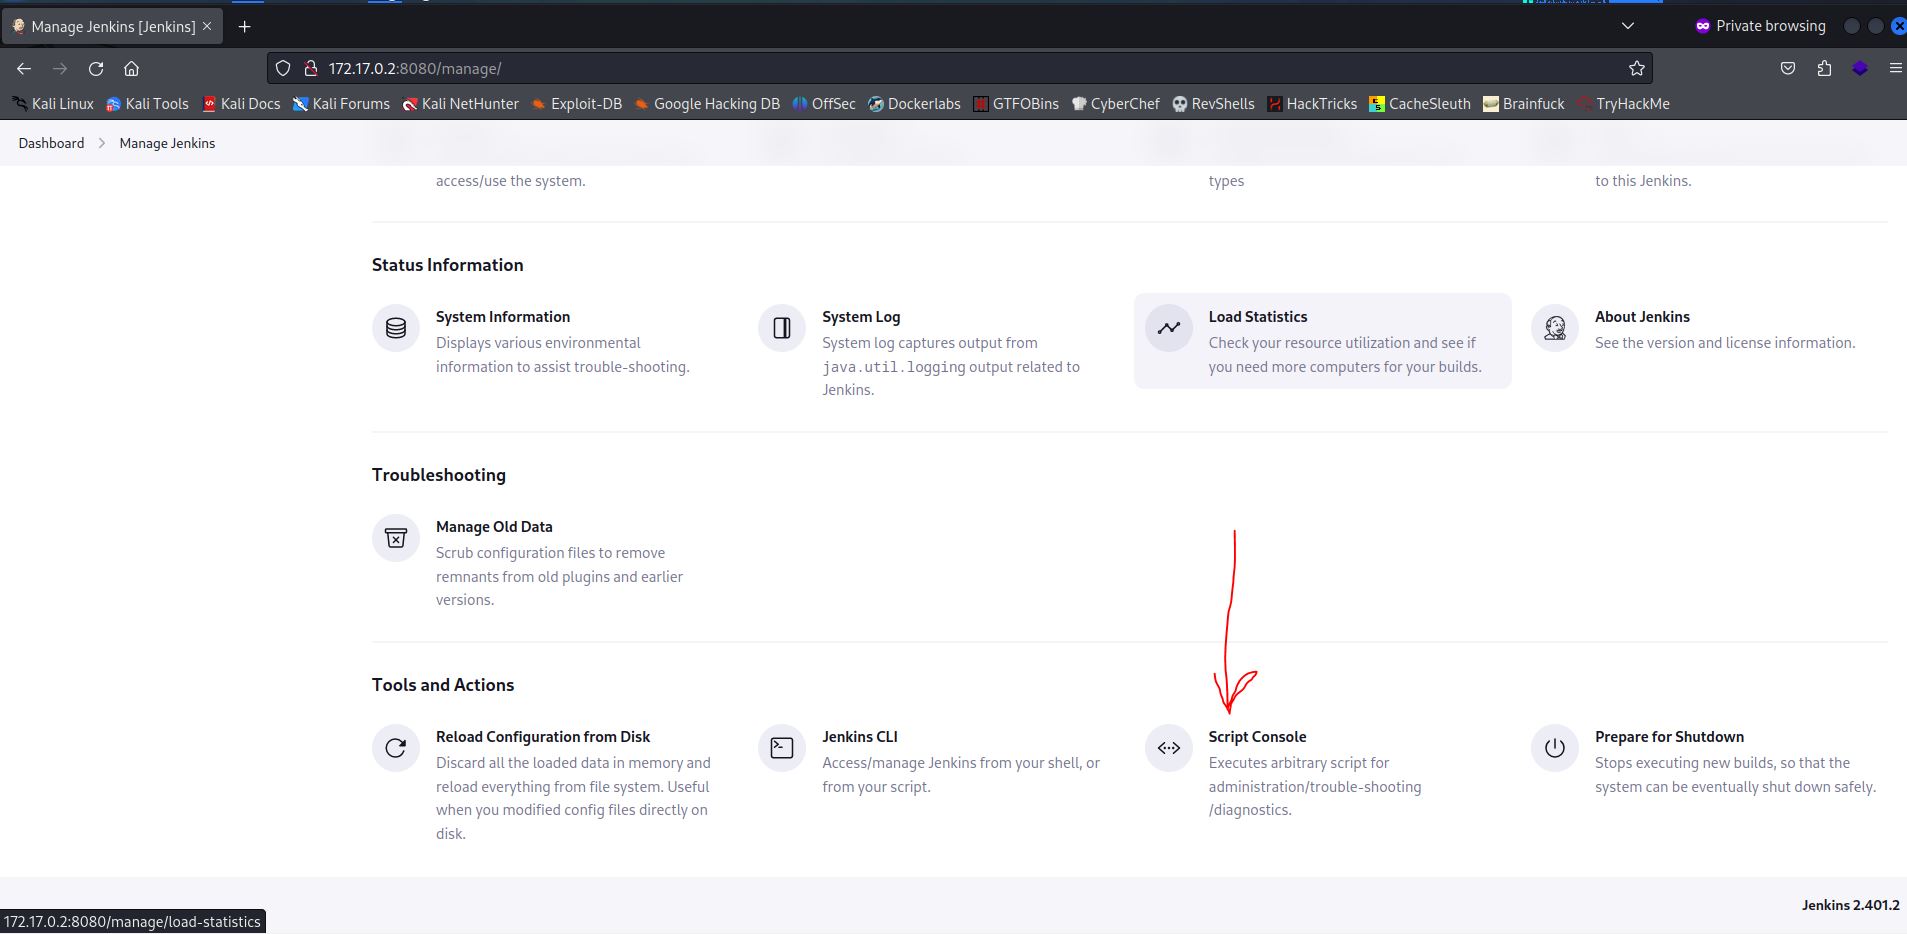 Manage Jenkins [Jenkins]
Private browsing
172.17.0.2:8080/manage/
Kali Linux Kali Tools Kali Docs Kali Forums Kali NetHunter Exploit-DB Google Hacking DB OffSec Dockerlabs GTFOBins CyberChef RevShells HackTricks CacheSleuth Brainfuck TryHackMe
Dashboard Manage Jenkins
access/use the system.
types
to this Jenkins.
Status Information
System Information
Displays various environmental
information to assist trouble-shooting.
System Log
System log captures output from
java.util.logging output related to
Jenkins.
Load Statistics
Check your resource utilization and see if
you need more computers for your builds.
About Jenkins
See the version and license information.
Troubleshooting
Manage Old Data
Scrub configuration files to remove
remnants from old plugins and earlier
versions.
Tools and Actions
Reload Configuration from Disk
Discard all the loaded data in memory and
reload everything from file system. Useful
when you modified config files directly on
disk.
Jenkins CLI
Access/manage Jenkins from your shell, or
from your script.
Script Console
Executes arbitrary script for
administration/trouble-shooting
/diagnostics.
Prepare for Shutdown
Stops executing new builds, so that the
system can be eventually shut down safely.
Jenkins 2.401.2
172.17.0.2:8080/manage/load-statistics